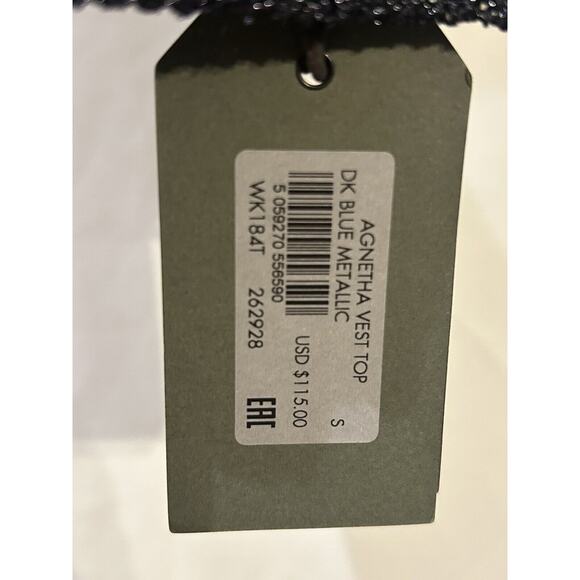 AGNETHA VEST TOP
DK BLUE METALLIC
S
5 059270 556590
USD $115.00
WK184T 262928
EAC